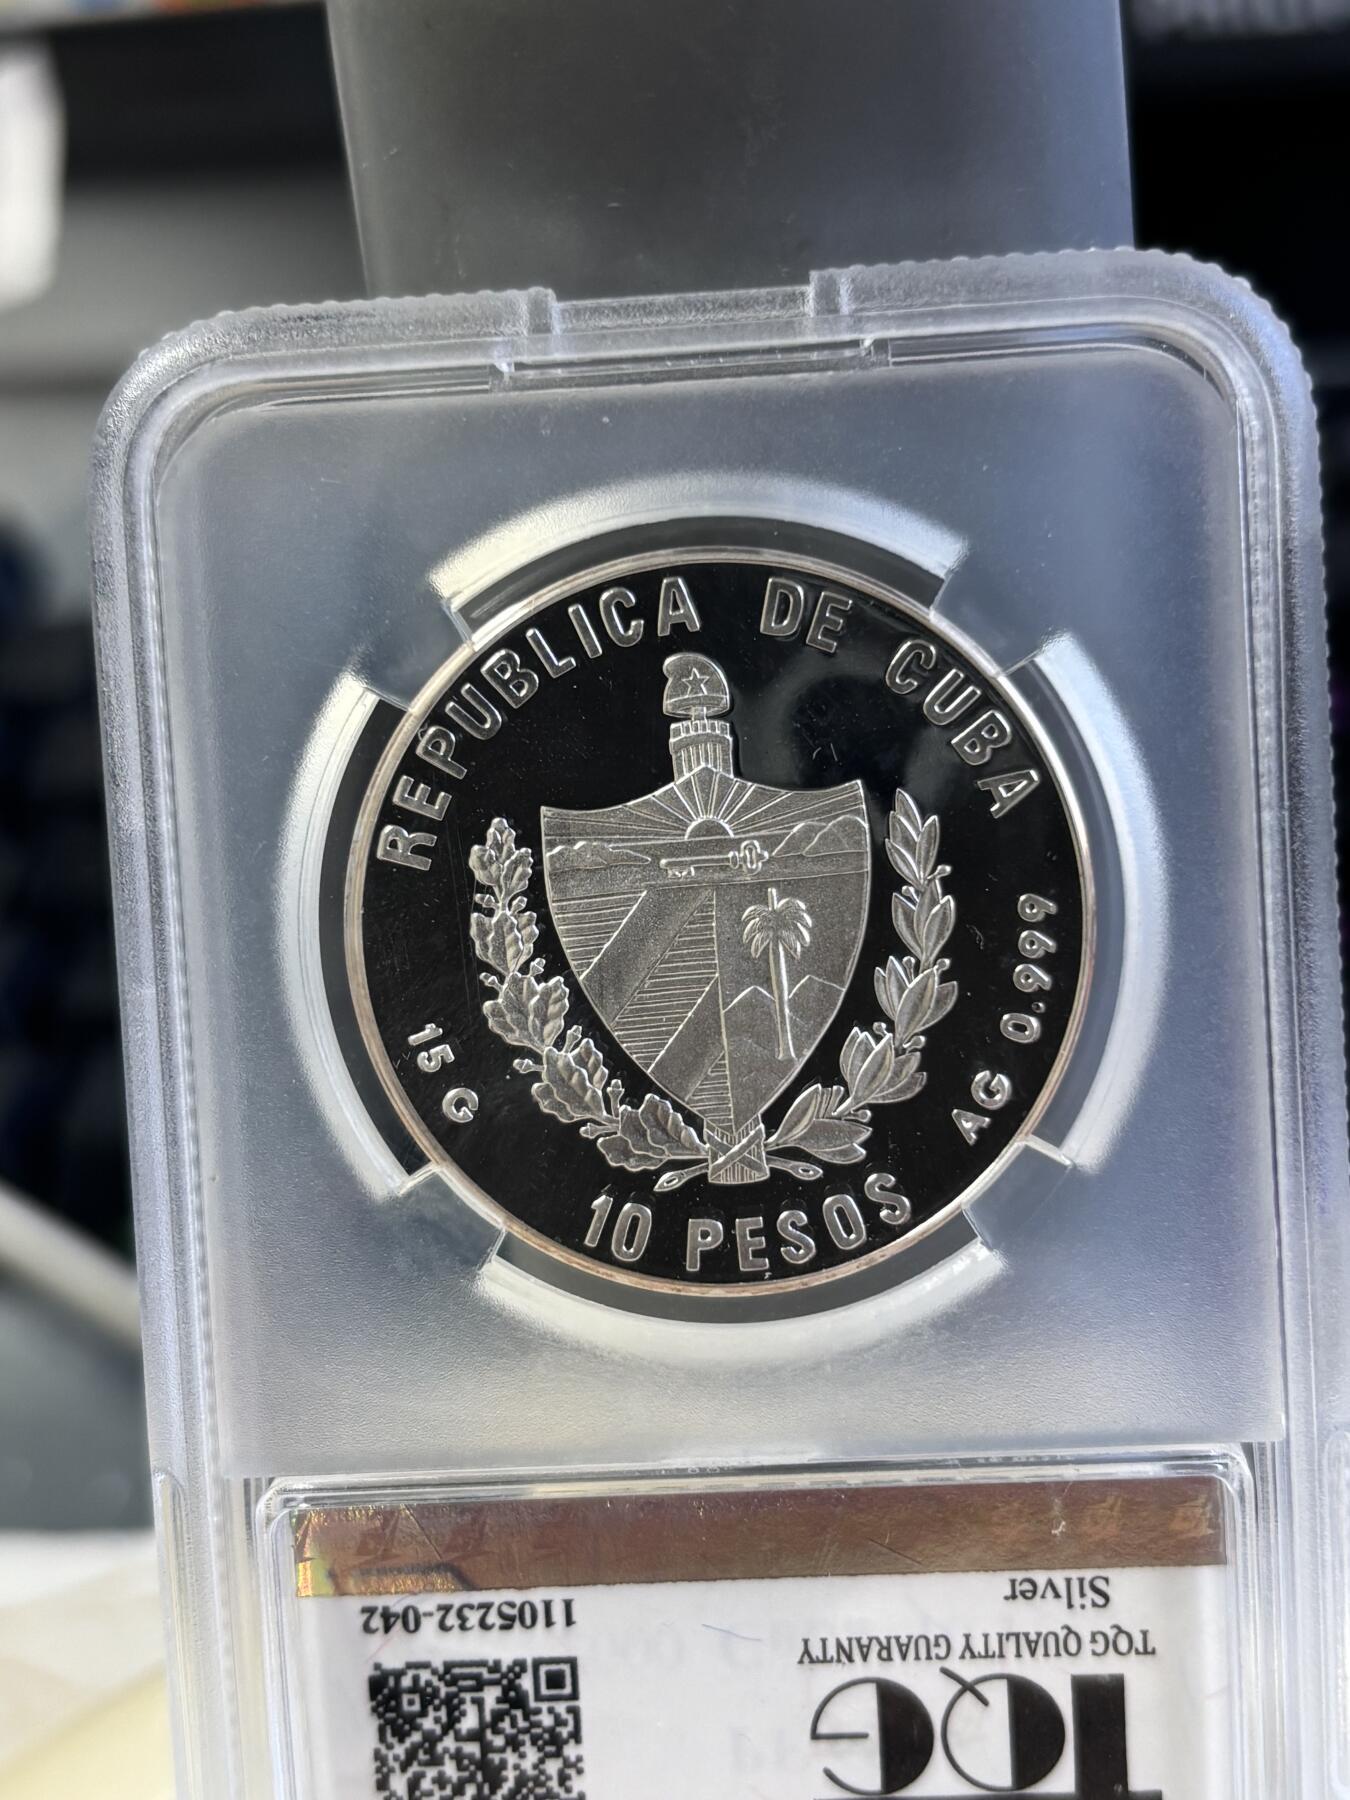 REPUBLICA DE CUBA
15 G
AG 0.999
10 PESOS
TQG
TQG QUALITY GUARANTY
Silver
1105232-042